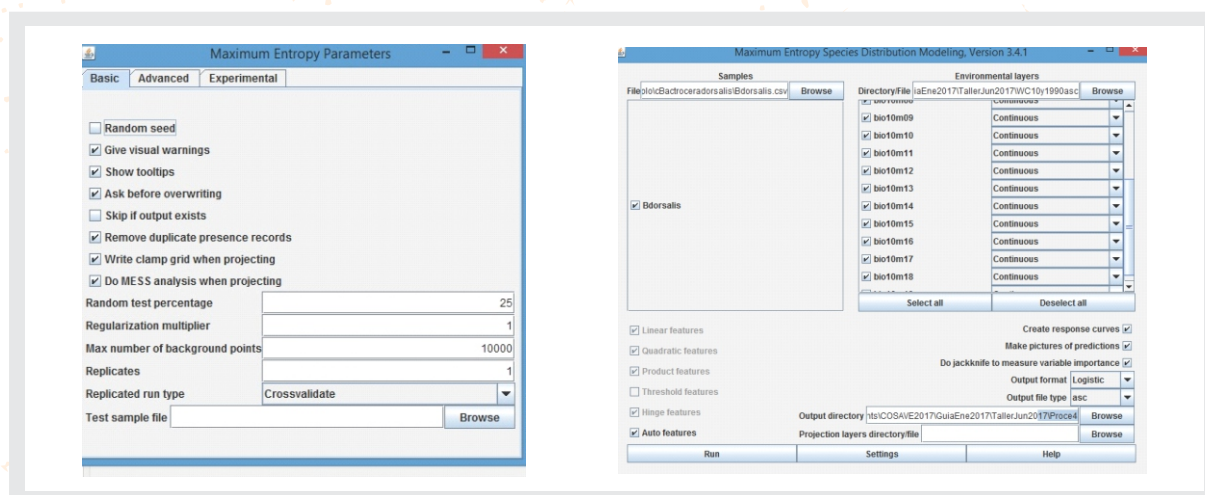 Maximum Entropy Parameters
Basic Advanced Experimental
Random seed
Give visual warnings
Show tooltips
Ask before overwriting
Skip if output exists
Remove duplicate presence records
Write clamp grid when projecting
Do MESS analysis when projecting
Random test percentage 25
Regularization multiplier 1
Max number of background points 10000
Replicates 1
Replicated run type Crossvalidate
Test sample file Browse
Maximum Entropy Species Distribution Modeling, Version 3.4.1
Samples
File plo\cBactroceradorsalis\Bdorsalis.csv Browse
Bdorsalis
Environmental layers
Directory/File iaEne2017\TallerJun2017\WC10y1990asc Browse
bio10m08 Continuous
bio10m09 Continuous
bio10m10 Continuous
bio10m11 Continuous
bio10m12 Continuous
bio10m13 Continuous
bio10m14 Continuous
bio10m15 Continuous
bio10m16 Continuous
bio10m17 Continuous
bio10m18 Continuous
Select all Deselect all
Linear features
Quadratic features
Product features
Threshold features
Hinge features
Auto features
Create response curves
Make pictures of predictions
Do jackknife to measure variable importance
Output format Logistic
Output file type asc
Output directory nts\COSAVE2017\GuiaEne2017\TallerJun2017\Proce4 Browse
Projection layers directory/file Browse
Run Settings Help